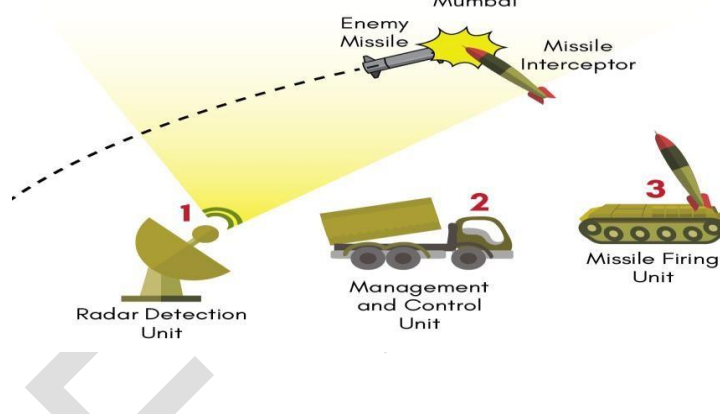 Mumbai
Enemy
Missile
Missile
Interceptor
1
2
3
Radar Detection
Unit
Management
and Control
Unit
Missile Firing
Unit